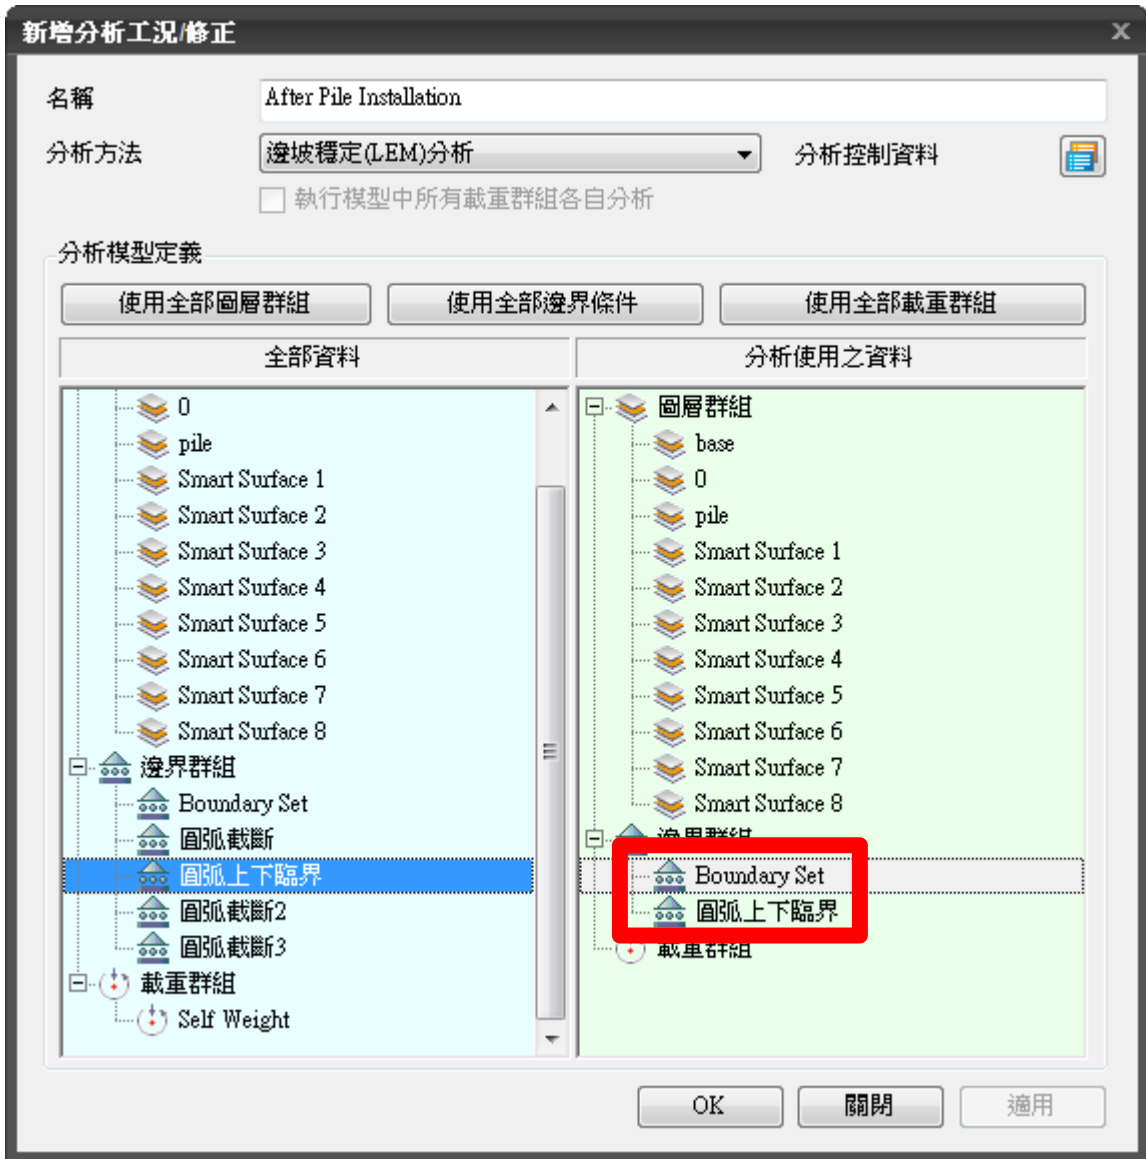 新增分析工況/修正
名稱 After Pile Installation
分析方法 邊坡穩定(LEM)分析 分析控制資料
執行模型中所有載重群組各自分析
分析模型定義
使用全部圖層群組 使用全部邊界條件 使用全部載重群組
全部資料 分析使用之資料
0
pile
Smart Surface 1
Smart Surface 2
Smart Surface 3
Smart Surface 4
Smart Surface 5
Smart Surface 6
Smart Surface 7
Smart Surface 8
邊界群組
Boundary Set
圓弧截斷
圓弧上下臨界
圓弧截斷2
圓弧截斷3
載重群組
Self Weight
圖層群組
base
0
pile
Smart Surface 1
Smart Surface 2
Smart Surface 3
Smart Surface 4
Smart Surface 5
Smart Surface 6
Smart Surface 7
Smart Surface 8
邊界群組
Boundary Set
圓弧上下臨界
載重群組
OK 關閉 適用